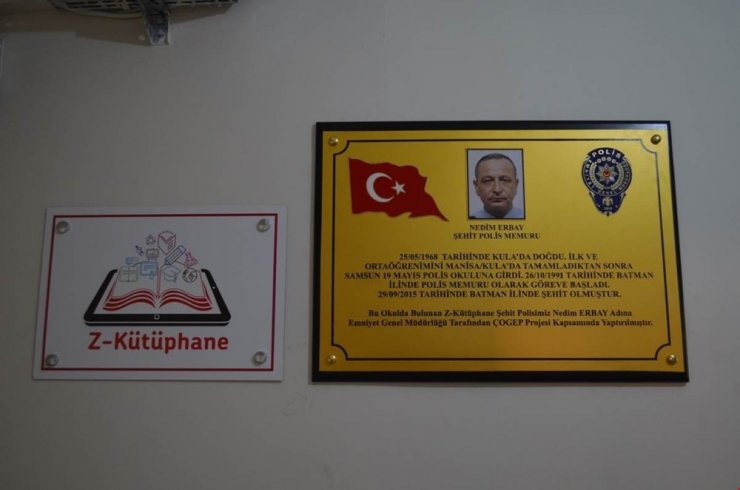 Z-Kütüphane
POLİS
NEDİM ERBAY
ŞEHİT POLİS MEMURU
25/05/1968 TARİHİNDE KULA'DA DOĞDU. İLK VE
ORTAÖĞRENİMİNİ MANİSA/KULA'DA TAMAMLADIKTAN SONRA
SAMSUN 19 MAYIS POLİS OKULUNA GİRDİ. 26/10/1991 TARİHİNDE BATMAN
İLİNDE POLİS MEMURU OLARAK GÖREVE BAŞLADI.
29/09/2015 TARİHİNDE BATMAN İLİNDE ŞEHİT OLMUŞTUR.
Bu Okulda Bulunan Z-Kütüphane Şehit Polisimiz Nedim ERBAY Adına
Emniyet Genel Müdürlüğü Tarafından ÇOGEP Projesi Kapsamında Yaptırılmıştır.